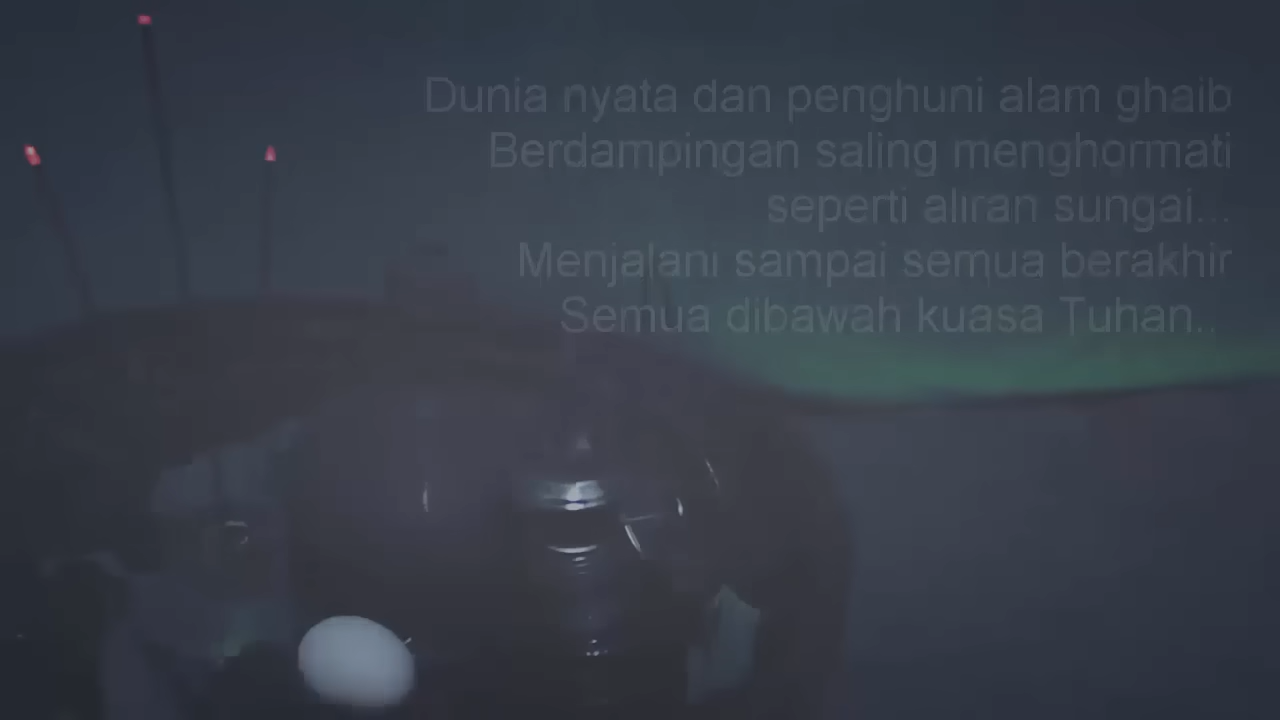 Dunia nyata dan penghuni alam ghaib
Berdampingan saling menghormati
seperti aliran sungai...
Menjalani sampai semua berakhir
Semua dibawah kuasa Tuhan..